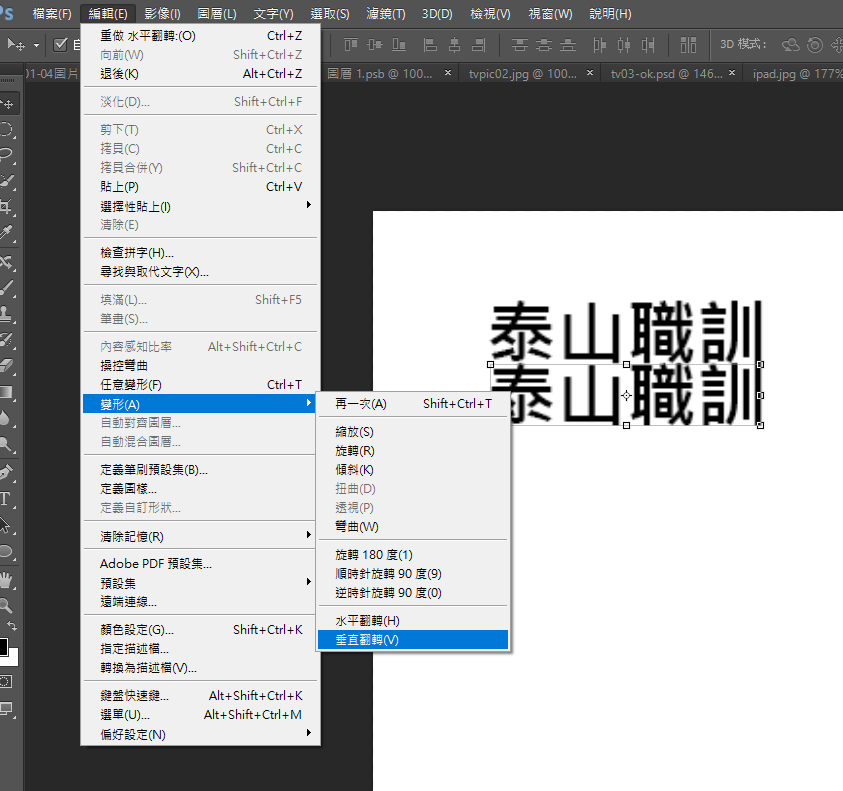 Ps 檔案(F) 編輯(E) 影像(I) 圖層(L) 文字(Y) 選取(S) 濾鏡(T) 3D(D) 檢視(V) 視窗(W) 說明(H)
3D 模式：
01-04圖片
圖層 1.psb @ 100... × tvpic02.jpg @ 100... × tv03-ok.psd @ 146... × ipad.jpg @ 177%
重做 水平翻轉:(O) Ctrl+Z
向前(W) Shift+Ctrl+Z
退後(K) Alt+Ctrl+Z
淡化(D)... Shift+Ctrl+F
剪下(T) Ctrl+X
拷貝(C) Ctrl+C
拷貝合併(Y) Shift+Ctrl+C
貼上(P) Ctrl+V
選擇性貼上(I)
清除(E)
檢查拼字(H)...
尋找與取代文字(X)...
填滿(L)... Shift+F5
筆畫(S)...
內容感知比率 Alt+Shift+Ctrl+C
操控彎曲
任意變形(F) Ctrl+T
變形(A)
自動對齊圖層...
自動混合圖層...
定義筆刷預設集(B)...
定義圖樣...
定義自訂形狀...
清除記憶(R)
Adobe PDF 預設集...
預設集
遠端連線...
顏色設定(G)... Shift+Ctrl+K
指定描述檔...
轉換為描述檔(V)...
鍵盤快速鍵... Alt+Shift+Ctrl+K
選單(U)... Alt+Shift+Ctrl+M
偏好設定(N)
再一次(A) Shift+Ctrl+T
縮放(S)
旋轉(R)
傾斜(K)
扭曲(D)
透視(P)
彎曲(W)
旋轉 180 度(1)
順時針旋轉 90 度(9)
逆時針旋轉 90 度(0)
水平翻轉(H)
垂直翻轉(V)
泰山職訓
泰山職訓